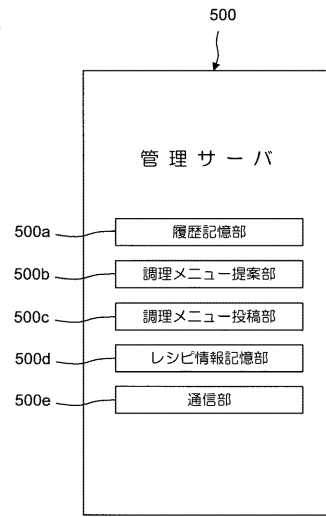 500
管理サーバ
500a 履歴記憶部
500b 調理メニュー提案部
500c 調理メニュー投稿部
500d レシピ情報記憶部
500e 通信部